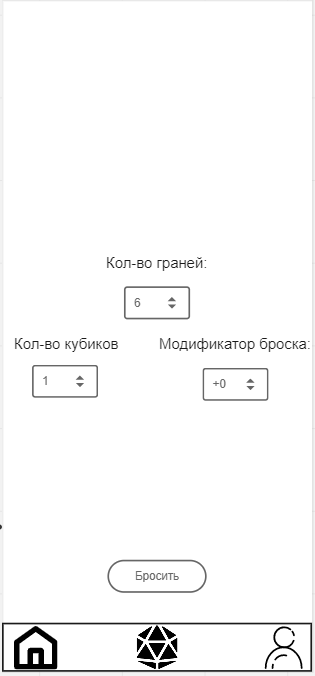 Кол-во граней:
6
Кол-во кубиков
Модификатор броска:
1
+0
Бросить